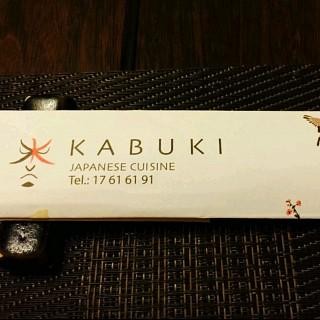 KABUKI
JAPANESE CUISINE
Tel.: 17 61 61 91